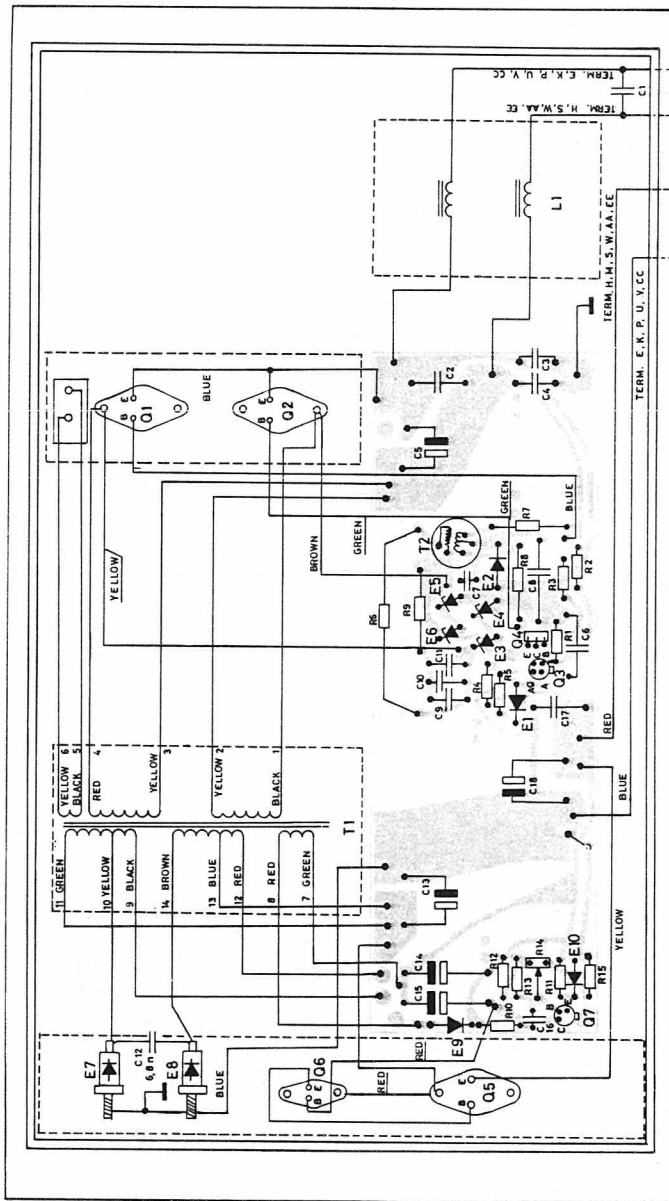 TERM. E, K, P, U, Y, CC
C1
TERM. H, S, W, AA, EE
L1
TERM, H, M, S, W, AA, EE
TERM. E, K, P, U, Y, CC
E
Q1
B
BLUE
E
B
Q2
C2
C3
C4
C5
YELLOW
BROWN
GREEN
GREEN
BLUE
T2
R7
R6
R9
E5
C7
E2
R8
C8
R3
R2
E6
E4
Q4
E
C
B
R1
C6
C11
E3
Q3
C10
R4
R5
AG
A
C9
E1
C17
RED
YELLOW 6
BLACK 5
RED 4
YELLOW 3
YELLOW 2
BLACK 1
T1
11 GREEN
10 YELLOW
9 BLACK
14 BROWN
13 BLUE
12 RED
8 RED
7 GREEN
C18
BLUE
C13
C14
C15
R12
R13
R14
R11
E10
R15
YELLOW
E7
C12
6,8n
E8
BLUE
RED
E9
R10
C16
B
C
E
Q7
Q6
E
B
RED
E
B
Q5